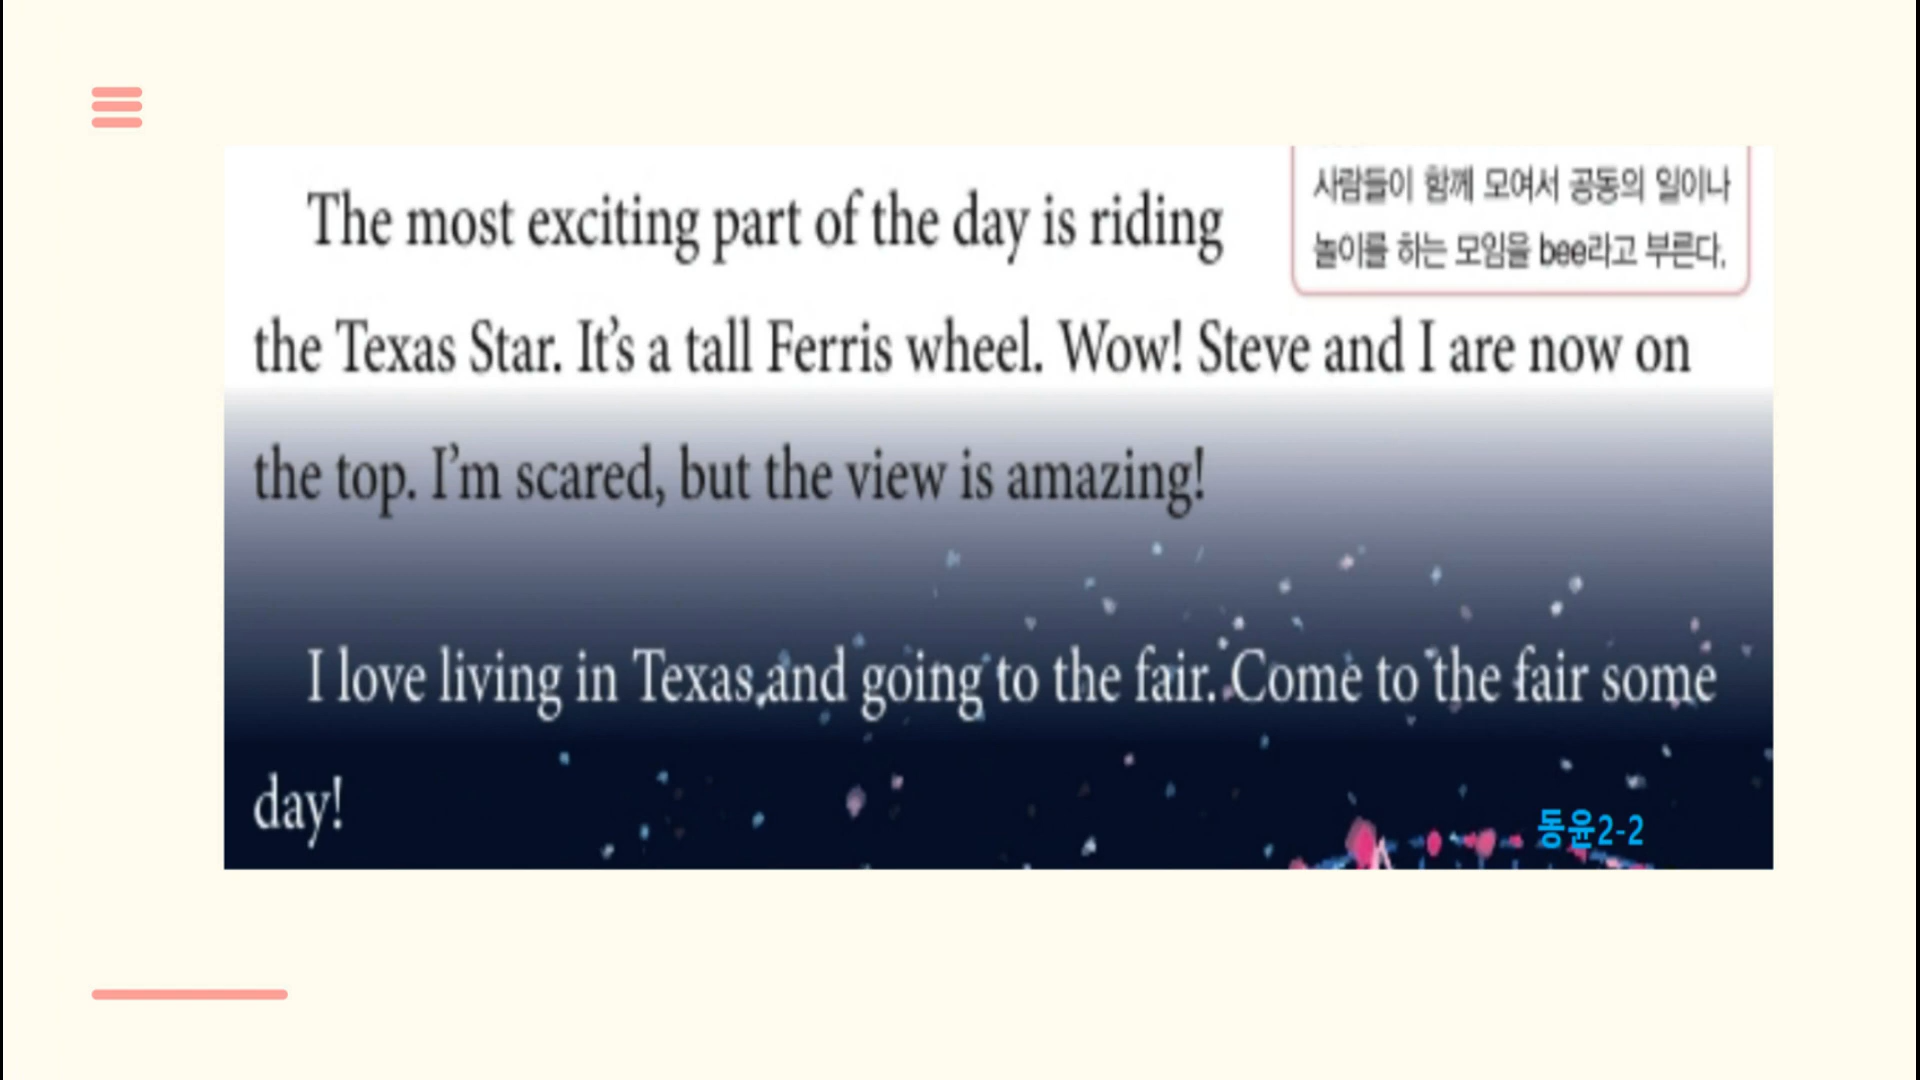 The most exciting part of the day is riding
사람들이 함께 모여서 공동의 일이나
놀이를 하는 모임을 bee라고 부른다.
the Texas Star. It’s a tall Ferris wheel. Wow! Steve and I are now on
the top. I’m scared, but the view is amazing!
I love living in Texas and going to the fair. Come to the fair some
day!
동윤2-2